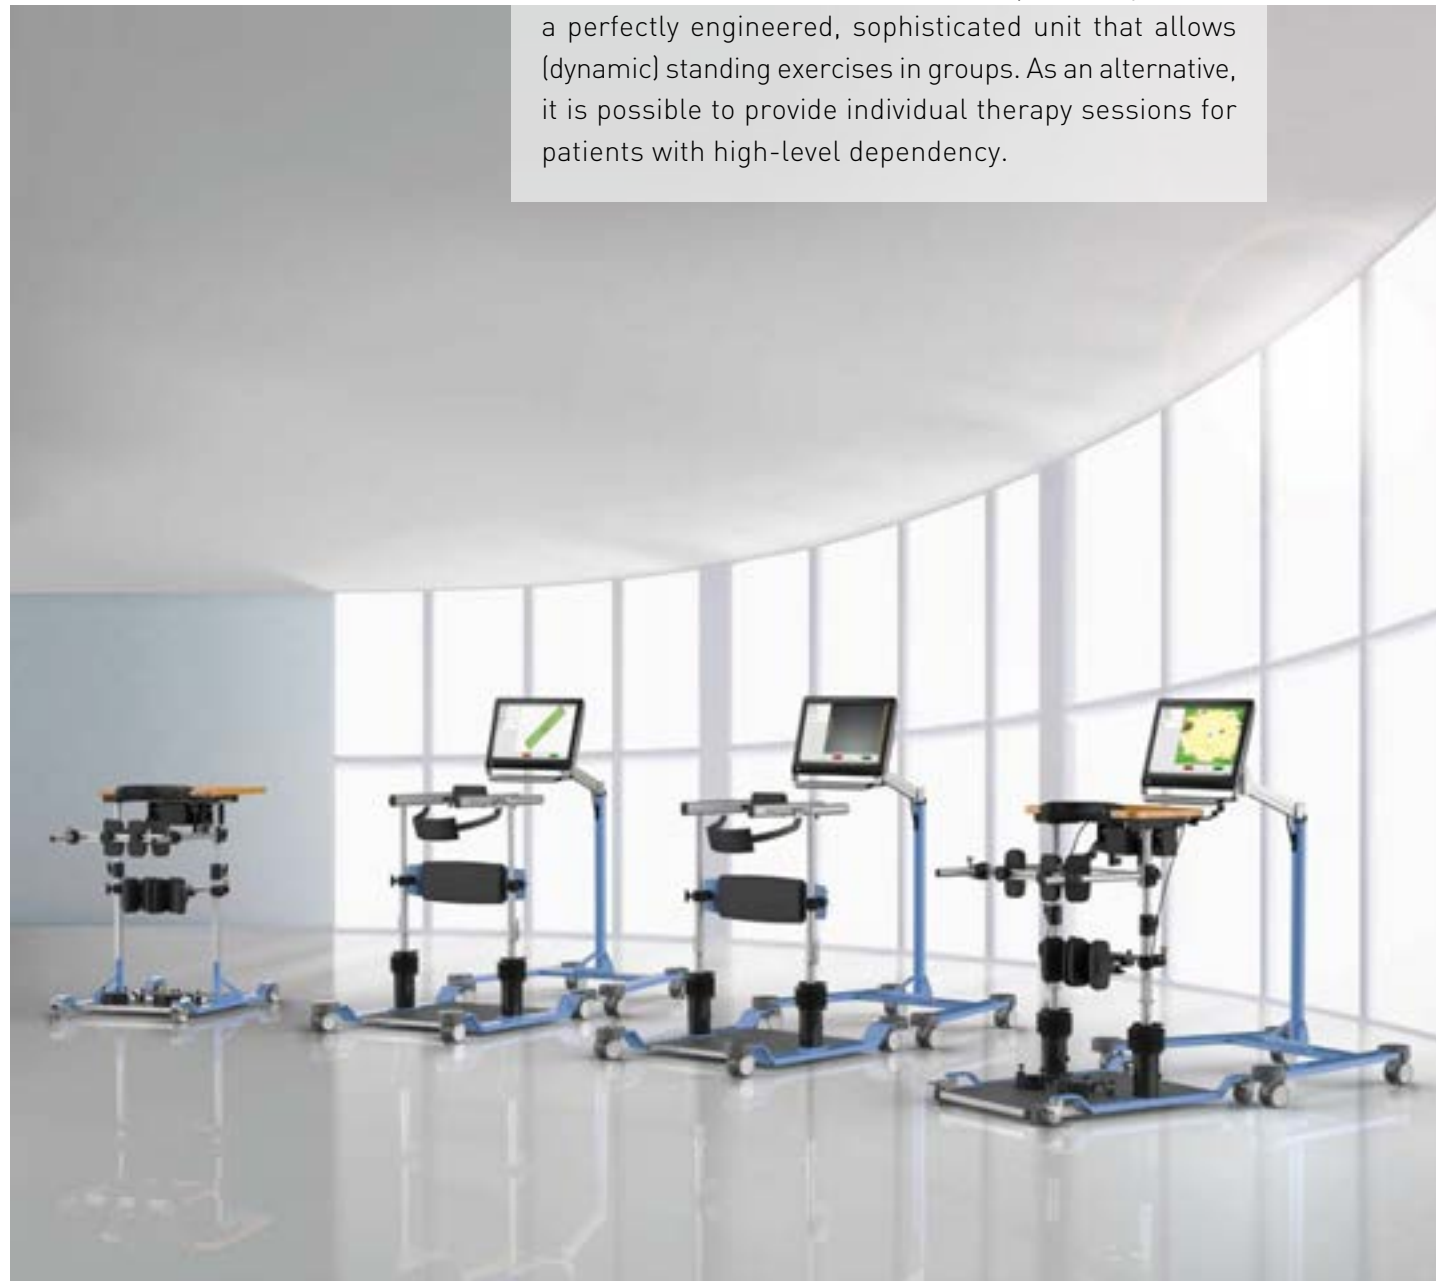 a perfectly engineered, sophisticated unit that allows
(dynamic) standing exercises in groups. As an alternative,
it is possible to provide individual therapy sessions for
patients with high-level dependency.